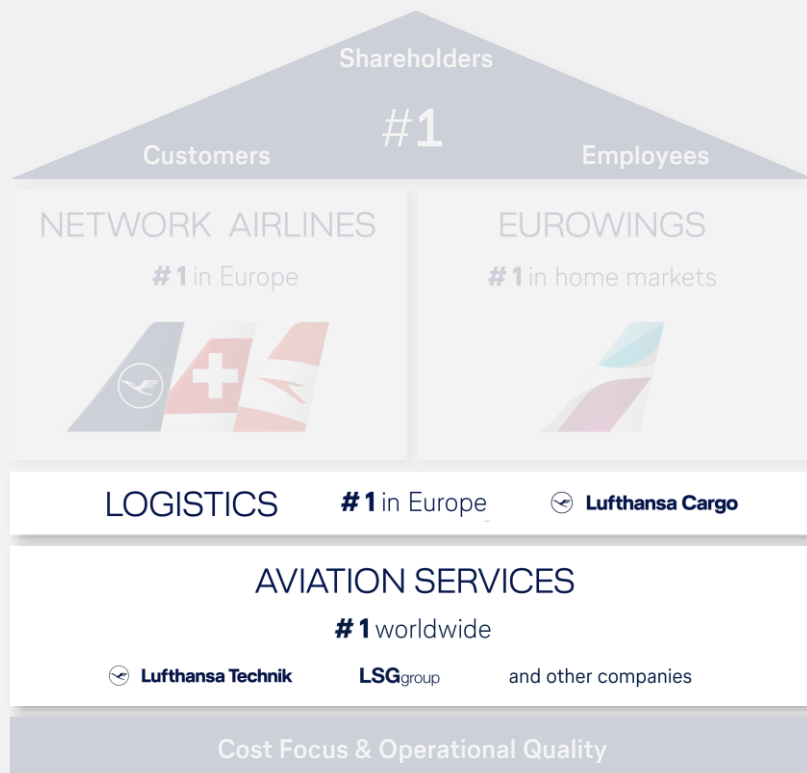 Shareholders
#1
Customers
Employees
NETWORK AIRLINES
#1 in Europe
EUROWINGS
#1 in home markets
LOGISTICS #1 in Europe Lufthansa Cargo
AVIATION SERVICES
#1 worldwide
Lufthansa Technik LSGgroup and other companies
Cost Focus & Operational Quality